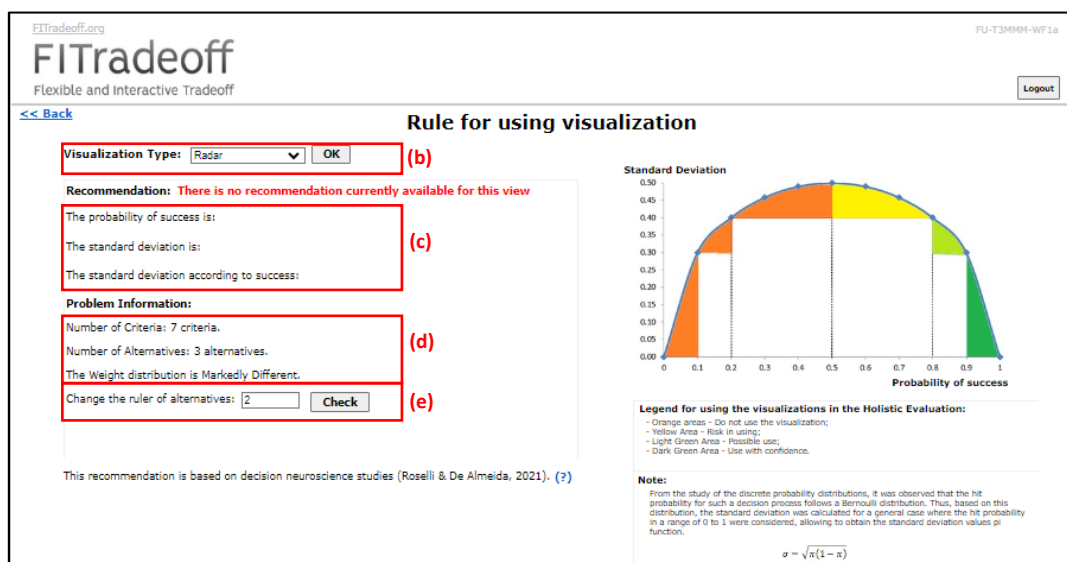 FITradeoff.org
FU-T3MMM-WF1a
FITradeoff
Flexible and Interactive Tradeoff
Logout
<< Back
Rule for using visualization
Visualization Type: Radar OK
(b)
Recommendation: There is no recommendation currently available for this view
The probability of success is:
The standard deviation is:
The standard deviation according to success:
(c)
Problem Information:
Number of Criteria: 7 criteria.
Number of Alternatives: 3 alternatives.
The Weight distribution is Markedly Different.
(d)
Change the ruler of alternatives: 2 Check
(e)
This recommendation is based on decision neuroscience studies (Roselli & De Almeida, 2021). (?)
Standard Deviation
0.50
0.45
0.40
0.35
0.30
0.25
0.20
0.15
0.10
0.05
0.00
0 0.1 0.2 0.3 0.4 0.5 0.6 0.7 0.8 0.9 1
Probability of success
Legend for using the visualizations in the Holistic Evaluation:
- Orange areas - Do not use the visualization;
- Yellow Area - Risk in using;
- Light Green Area - Possible use;
- Dark Green Area - Use with confidence.
Note:
From the study of the discrete probability distributions, it was observed that the hit
probability for such a decision process follows a Bernoulli distribution. Thus, based on this
distribution, the standard deviation was calculated for a general case where the hit probability
in a range of 0 to 1 were considered, allowing to obtain the standard deviation values pi
function.
σ = √π(1 − π)